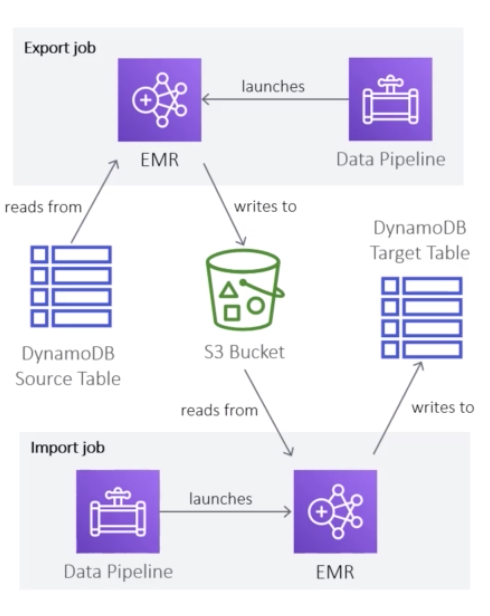 Export job
launches
EMR
Data Pipeline
reads from
writes to
DynamoDB
Target Table
DynamoDB
Source Table
S3 Bucket
reads from
writes to
Import job
launches
Data Pipeline
EMR